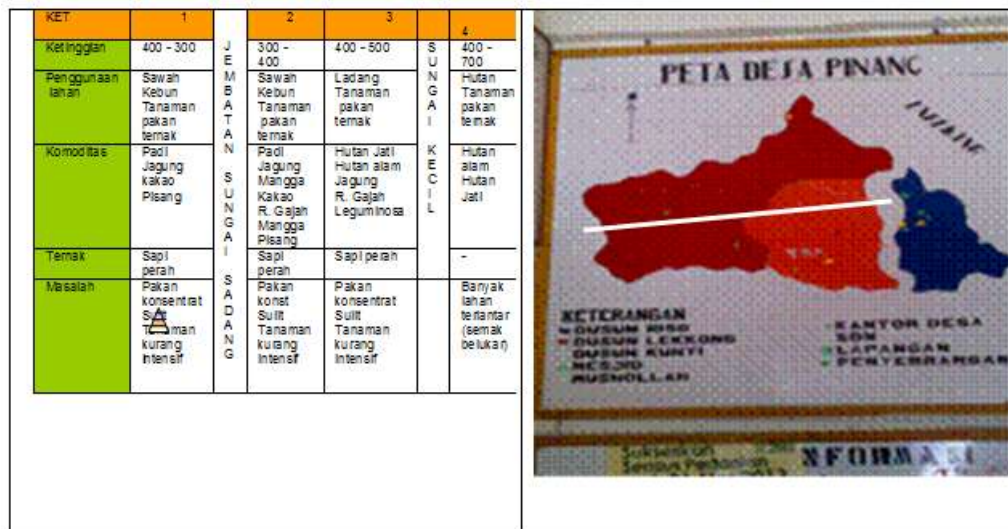 KET 1 2 3 4
Ketinggian 400 - 300 300 - 400 400 - 500 400 - 700
JEMBATAN SUNGAI SADANG
SUNGAI KECIL
Penggunaan lahan
Sawah
Kebun
Tanaman
pakan
ternak
Sawah
Kebun
Tanaman
pakan
ternak
Ladang
Tanaman
pakan
ternak
Hutan
Tanaman
pakan
ternak
Komoditas
Padi
Jagung
kakao
Pisang
Padi
Jagung
Mangga
Kakao
R. Gajah
Mangga
Pisang
Hutan Jati
Hutan alam
Jagung
R. Gajah
Leguminosa
Hutan
alam
Hutan
Jati
Ternak
Sapi
perah
Sapi
perah
Sapi perah
-
Masalah
Pakan
konsentrat
Tanaman
kurang
Intensif
Pakan
konst
Sulit
Tanaman
kurang
Intensif
Pakan
konsentrat
Sulit
Tanaman
kurang
Intensif
Banyak
lahan
terlantar
(semak
belukar)
PETA DESA PINANG
KETERANGAN
DUSUN
DUSUN LEKKONG
DUSUN KUNYI
MESJID
KANTOR DESA
SDN
LAPANGAN